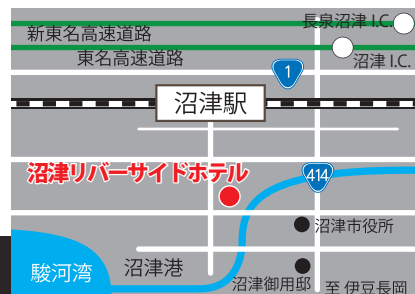 長泉沼津 I.C.
新東名高速道路
東名高速道路
沼津 I.C.
1
沼津駅
沼津リバーサイドホテル
414
沼津市役所
駿河湾
沼津港
沼津御用邸
至 伊豆長岡